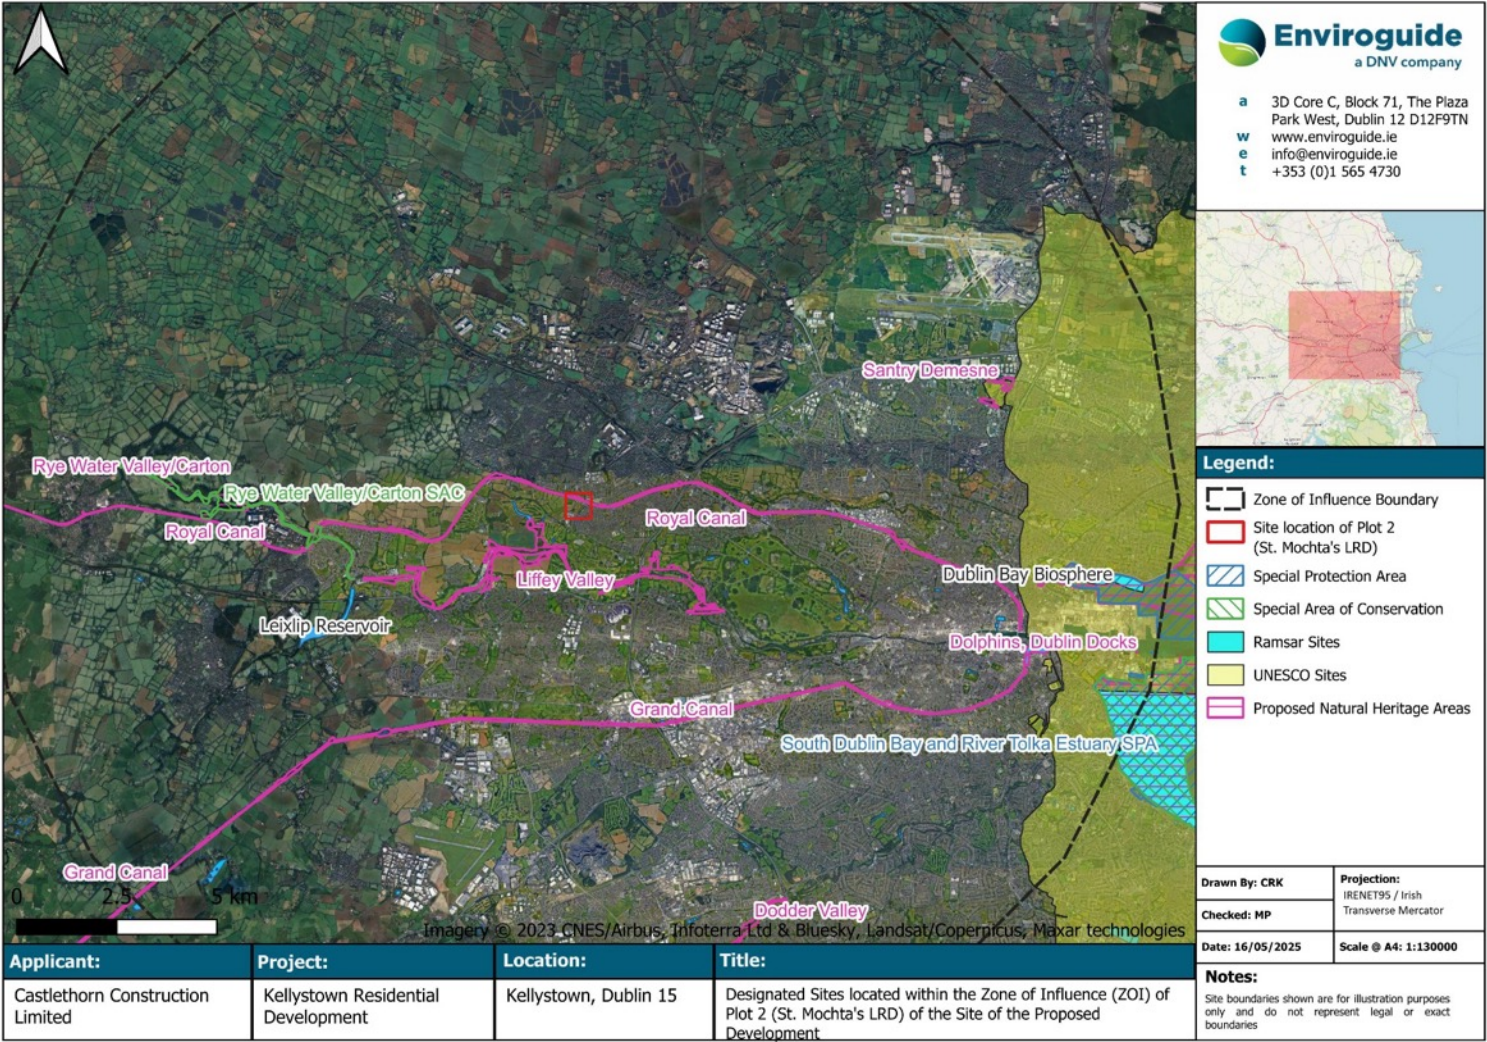 Enviroguide
a DNV company
a 3D Core C, Block 71, The Plaza
Park West, Dublin 12 D12F9TN
w www.enviroguide.ie
e info@enviroguide.ie
t +353 (0)1 565 4730
Legend:
Zone of Influence Boundary
Site location of Plot 2
(St. Mochta's LRD)
Special Protection Area
Special Area of Conservation
Ramsar Sites
UNESCO Sites
Proposed Natural Heritage Areas
Santry Demesne
Rye Water Valley/Carton
Rye Water Valley/Carton SAC
Royal Canal
Royal Canal
Liffey Valley
Dublin Bay Biosphere
Leixlip Reservoir
Dolphins, Dublin Docks
Grand Canal
South Dublin Bay and River Tolka Estuary SPA
Grand Canal
0 2.5 5 km
Dodder Valley
Imagery © 2023 CNES/Airbus, Infoterra Ltd & Bluesky, Landsat/Copernicus, Maxar technologies
Drawn By: CRK
Checked: MP
Projection:
IRENET95 / Irish
Transverse Mercator
Date: 16/05/2025
Scale @ A4: 1:130000
Notes:
Site boundaries shown are for illustration purposes
only and do not represent legal or exact
boundaries
Applicant:
Castlethorn Construction
Limited
Project:
Kellystown Residential
Development
Location:
Kellystown, Dublin 15
Title:
Designated Sites located within the Zone of Influence (ZOI) of
Plot 2 (St. Mochta's LRD) of the Site of the Proposed
Development